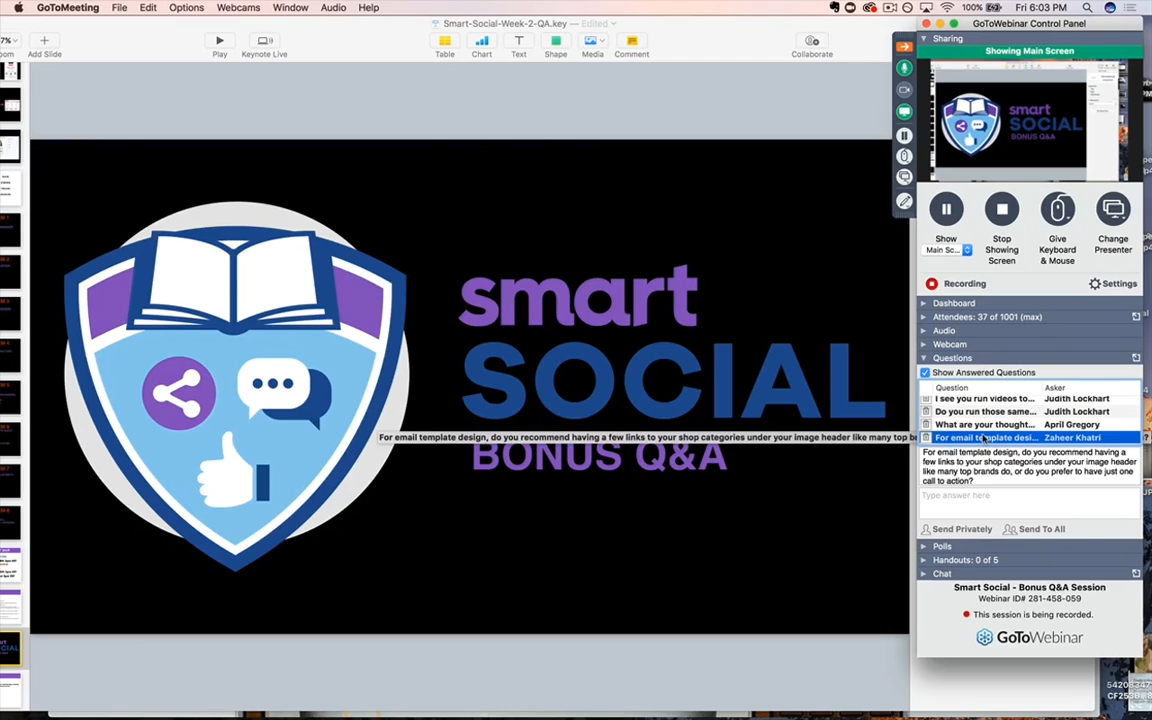 GoToMeeting File Edit Options Webcams Window Audio Help
100% Fri 6:03 PM
Smart-Social-Week-2-QA.key — Edited
GoToWebinar Control Panel
7%
Add Slide
Play
Keynote Live
Table
Chart
Text
Shape
Media
Comment
Collaborate
Sharing
Showing Main Screen
smart
SOCIAL
BONUS Q&A
smart
SOCIAL
BONUS Q&A
Show
Main Sc...
Stop
Showing
Screen
Give
Keyboard
& Mouse
Change
Presenter
Recording
Settings
Dashboard
Attendees: 37 of 1001 (max)
Audio
Webcam
Questions
Show Answered Questions
Question Asker
I see you run videos to... Judith Lockhart
Do you run those same... Judith Lockhart
What are your thought... April Gregory
For email template desi... Zaheer Khatri
For email template design, do you recommend having a few links to your shop categories under your image header like many top br
For email template design, do you recommend having a
few links to your shop categories under your image header
like many top brands do, or do you prefer to have just one
call to action?
Type answer here
Send Privately
Send To All
Polls
Handouts: 0 of 5
Chat
Smart Social - Bonus Q&A Session
Webinar ID# 281-458-059
This session is being recorded.
GoToWebinar